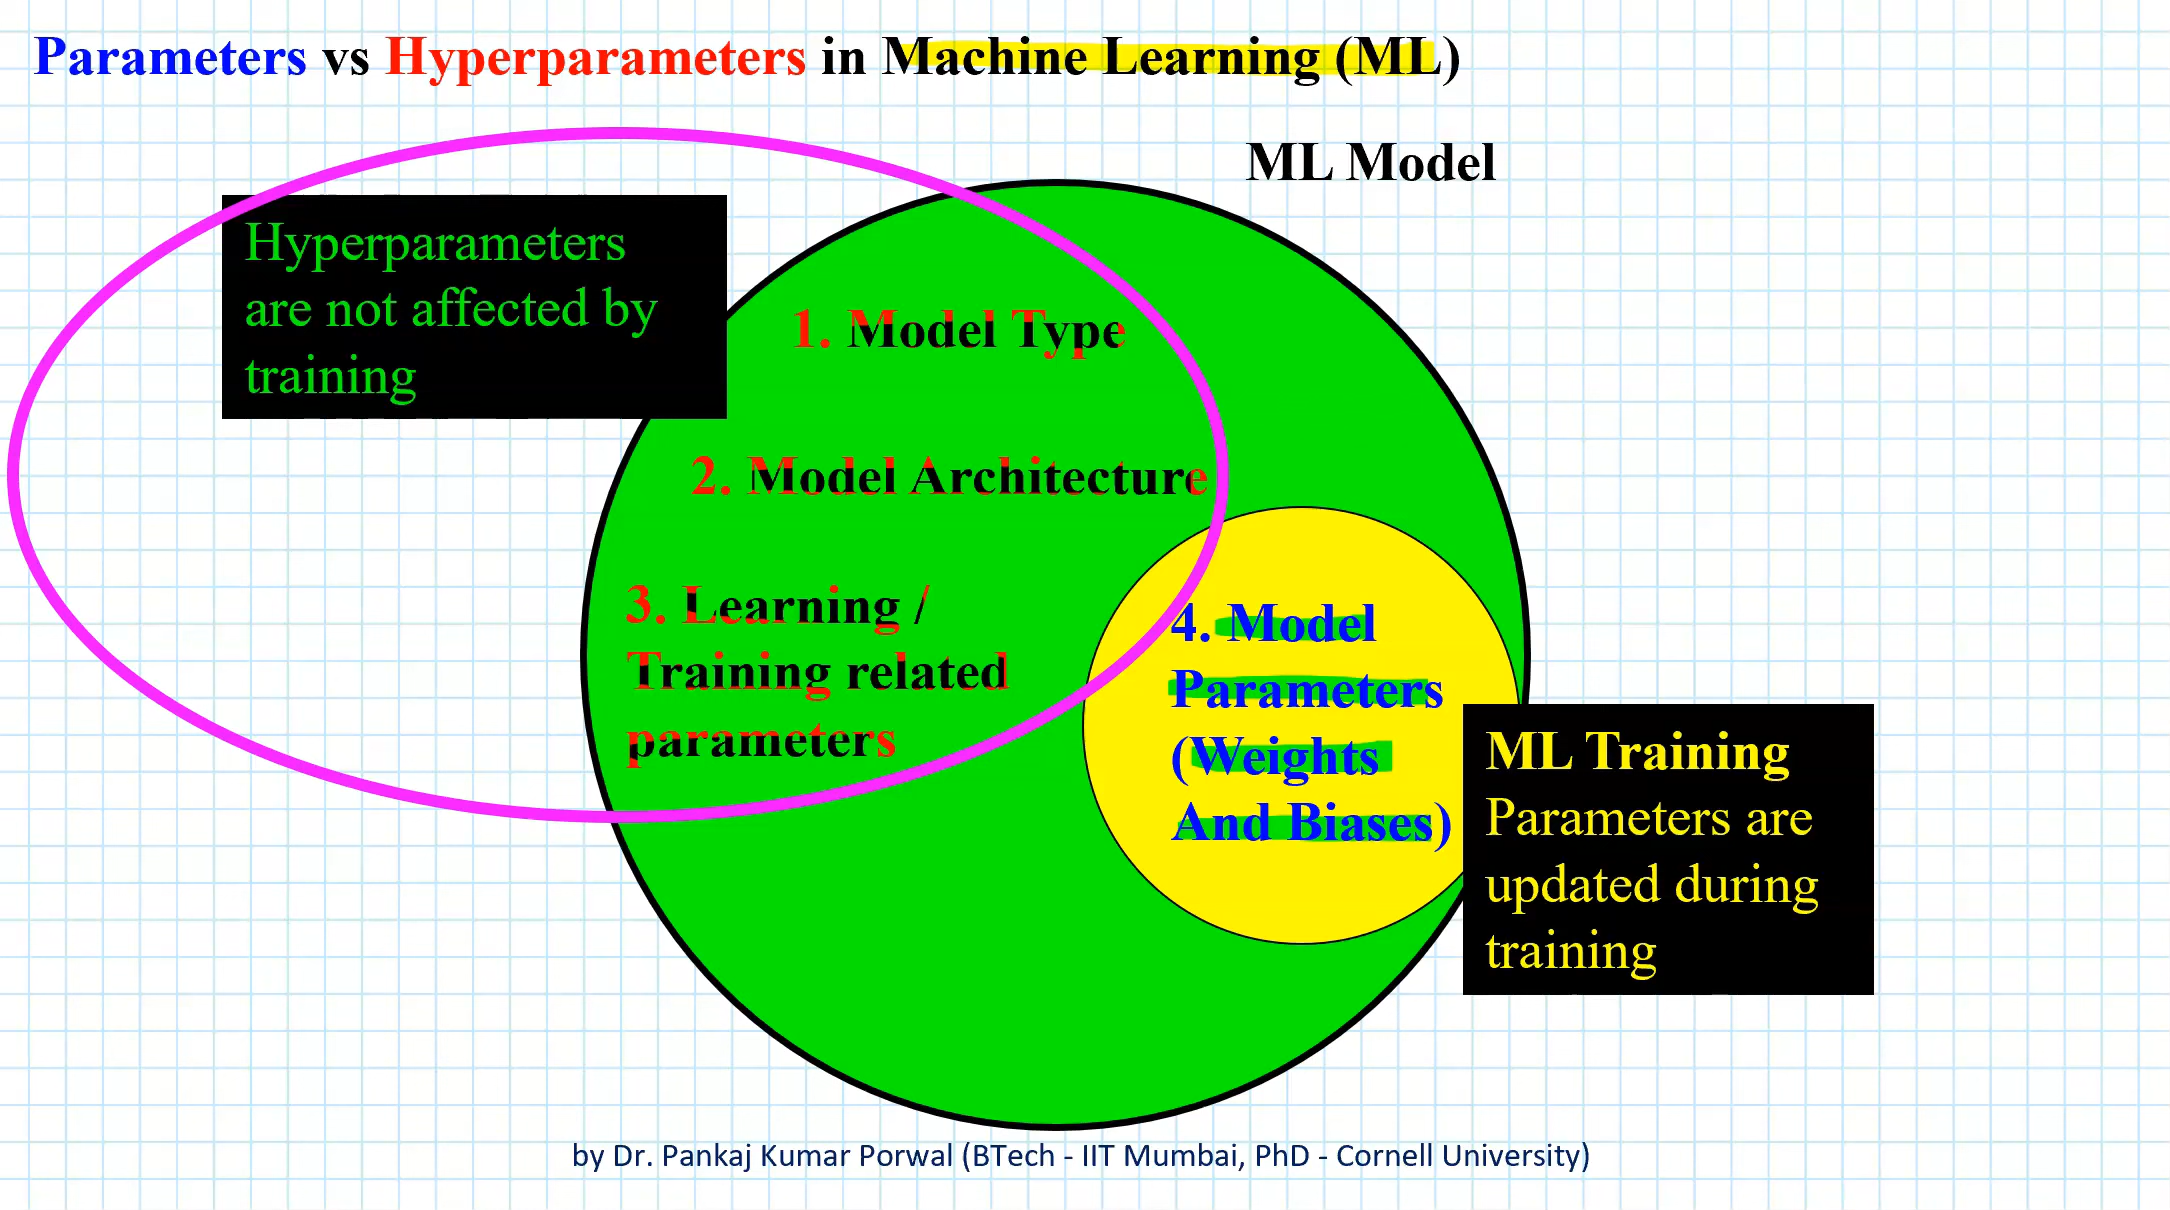 Parameters vs Hyperparameters in Machine Learning (ML)
ML Model
Hyperparameters
are not affected by
training
1. Model Type
2. Model Architecture
3. Learning /
Training related
parameters
4. Model
Parameters
(Weights
And Biases)
ML Training
Parameters are
updated during
training
by Dr. Pankaj Kumar Porwal (BTech - IIT Mumbai, PhD - Cornell University)